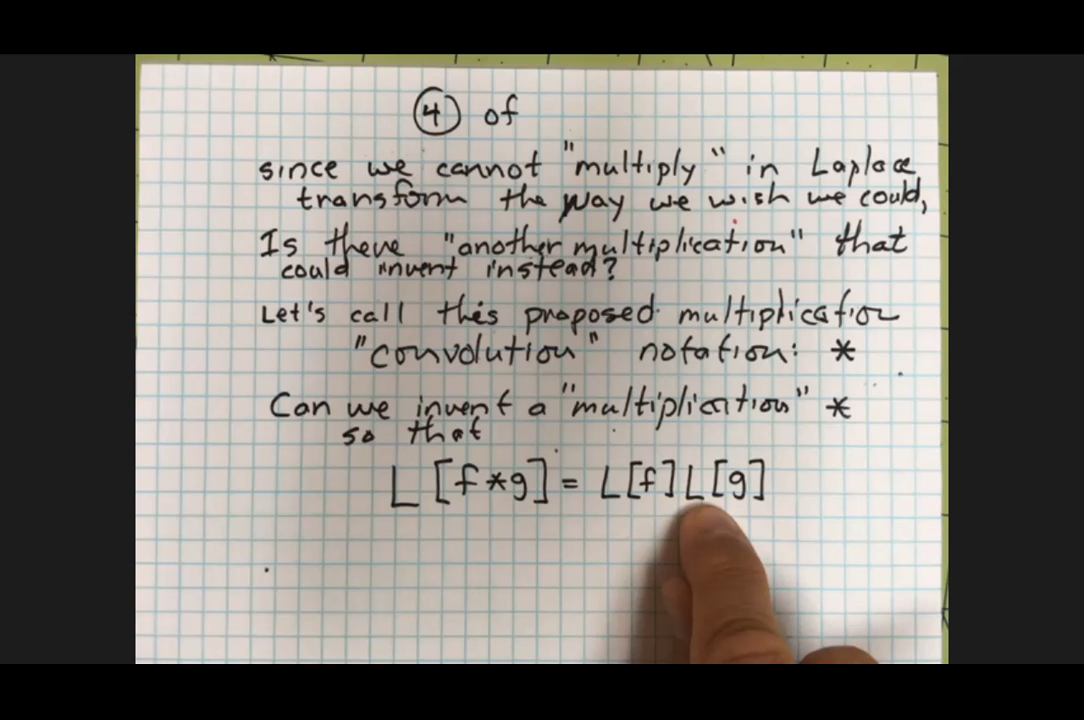 ④ of
since we cannot "multiply" in Laplace
transform the way we wish we could,
Is there "another multiplication" that
could invent instead?
Let's call this proposed multiplication
"convolution" notation: *
Can we invent a "multiplication" *
so that
L[f*g] = L[f]L[g]